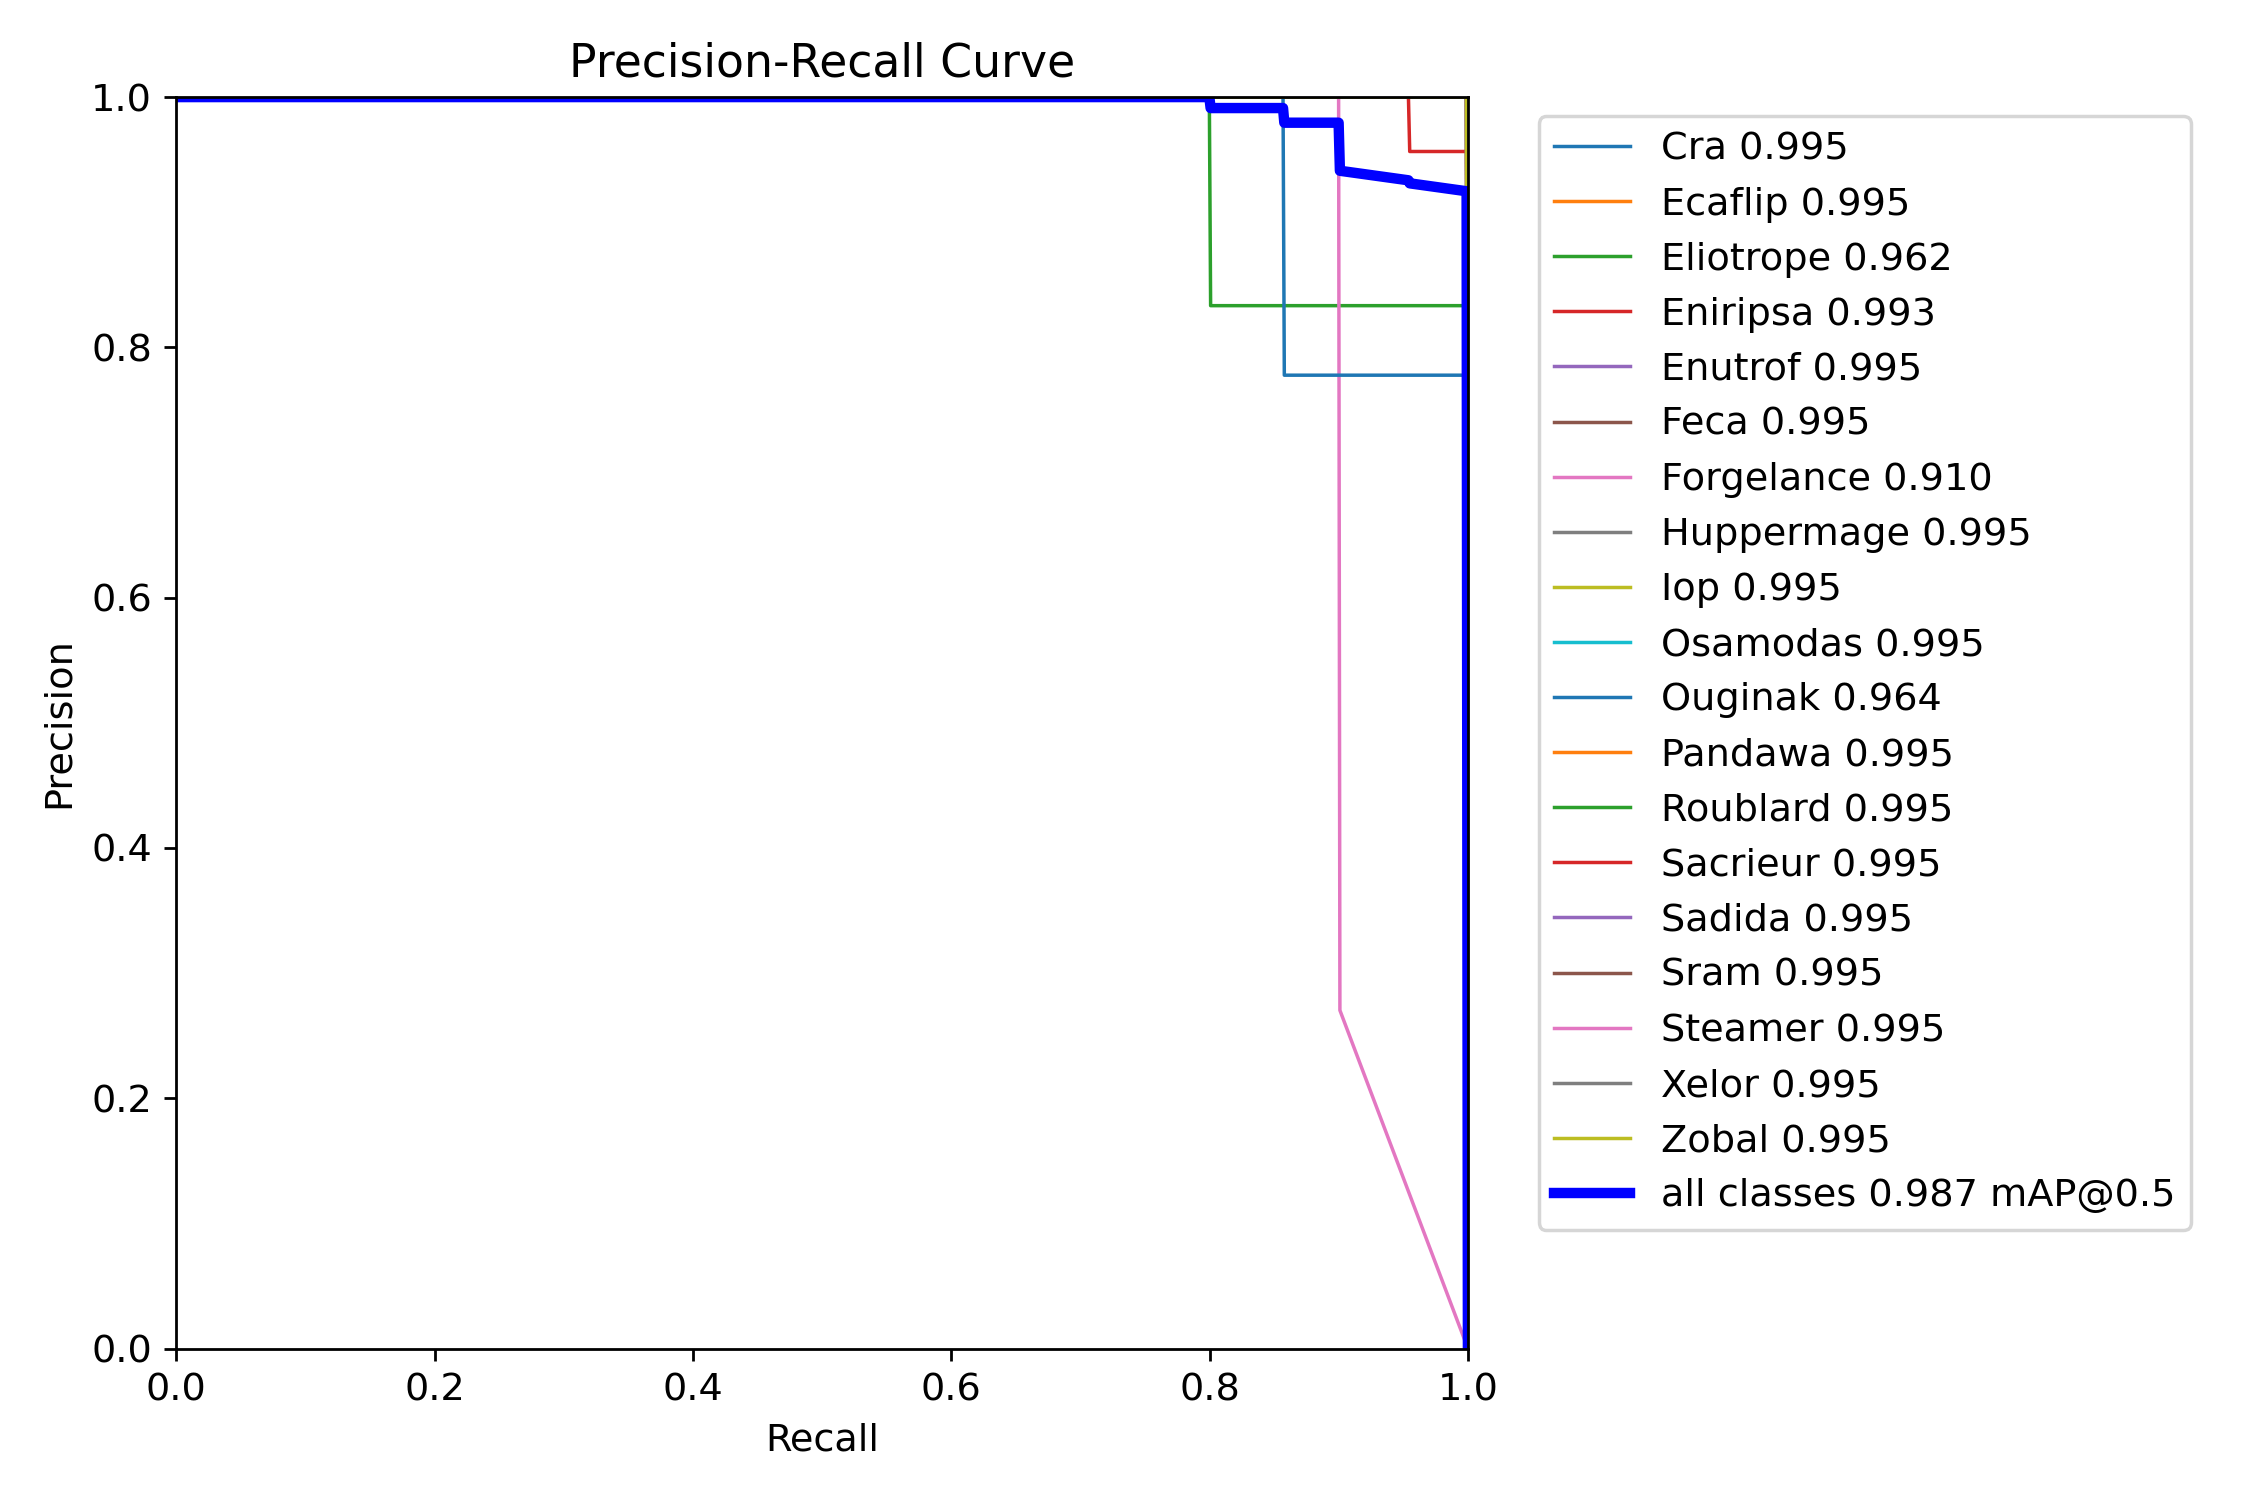 Precision-Recall Curve
1.0
0.8
0.6
0.4
0.2
0.0
Precision
0.0 0.2 0.4 0.6 0.8 1.0
Recall
Cra 0.995
Ecaflip 0.995
Eliotrope 0.962
Eniripsa 0.993
Enutrof 0.995
Feca 0.995
Forgelance 0.910
Huppermage 0.995
Iop 0.995
Osamodas 0.995
Ouginak 0.964
Pandawa 0.995
Roublard 0.995
Sacrieur 0.995
Sadida 0.995
Sram 0.995
Steamer 0.995
Xelor 0.995
Zobal 0.995
all classes 0.987 mAP@0.5